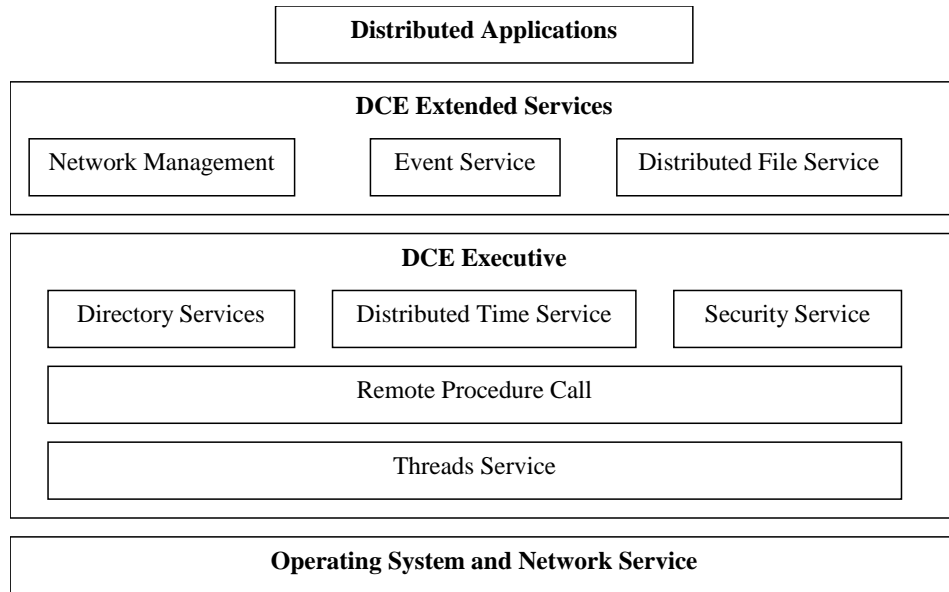 Distributed Applications
DCE Extended Services
Network Management
Event Service
Distributed File Service
DCE Executive
Directory Services
Distributed Time Service
Security Service
Remote Procedure Call
Threads Service
Operating System and Network Service